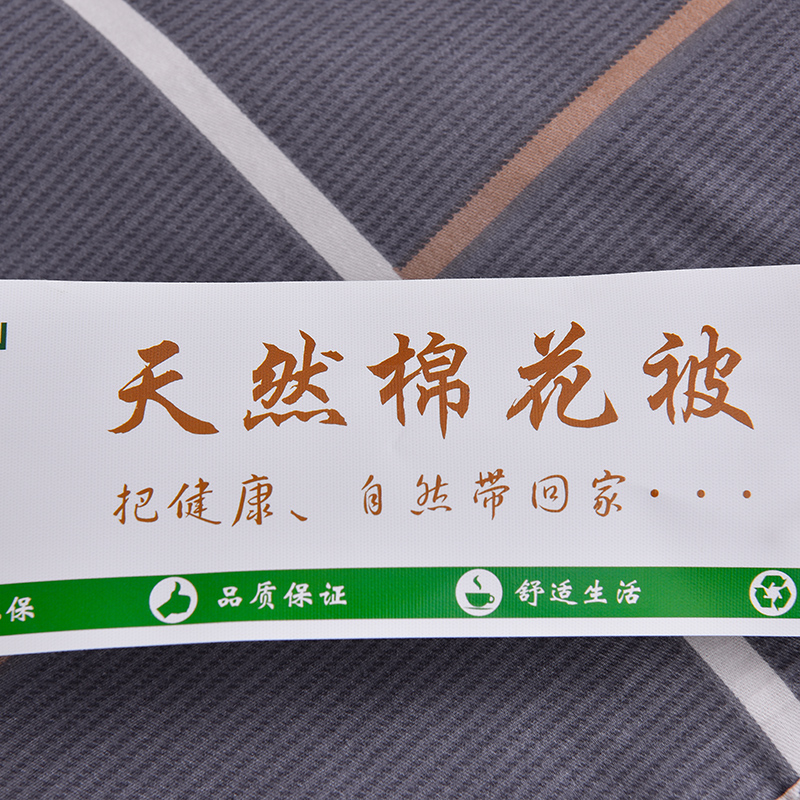 天然棉花被
把健康、自然带回家···
保 品质保证 舒适生活